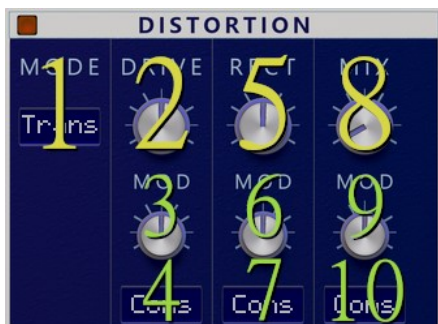 DISTORTION
MODE DRIVE RECT MIX
1 2 5 8
Trans
MOD MOD MOD
3 6 9
Cons Cons Cons
4 7 10